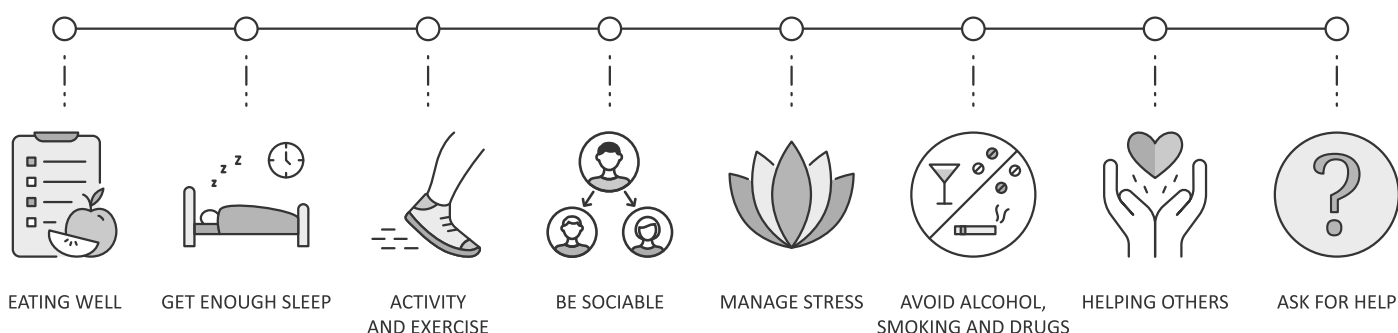 z z z
EATING WELL
GET ENOUGH SLEEP
ACTIVITY
AND EXERCISE
BE SOCIABLE
MANAGE STRESS
AVOID ALCOHOL,
SMOKING AND DRUGS
HELPING OTHERS
?
ASK FOR HELP